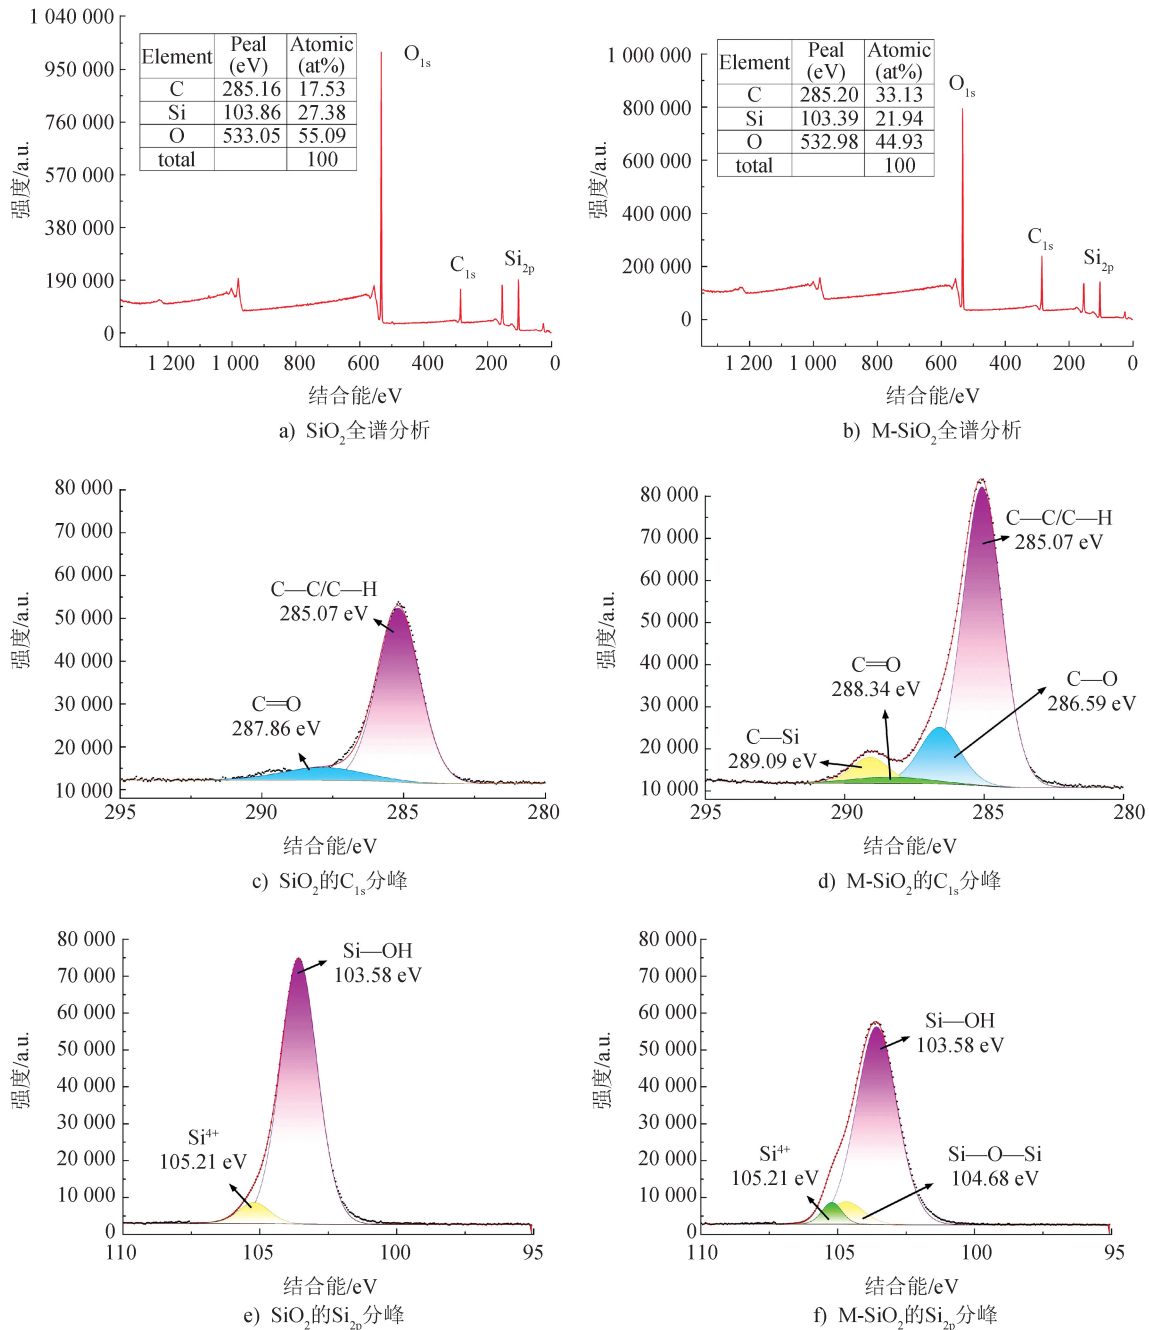 1 040 000
950 000
760 000
570 000
380 000
190 000
0
强度/a.u.
Element Peal (eV) Atomic (at%)
C 285.16 17.53
Si 103.86 27.38
O 533.05 55.09
total 100
O1s
C1s
Si2p
1 200 1 000 800 600 400 200 0
结合能/eV
a) SiO2全谱分析
1 000 000
800 000
600 000
400 000
200 000
0
强度/a.u.
Element Peal (eV) Atomic (at%)
C 285.20 33.13
Si 103.39 21.94
O 532.98 44.93
total 100
O1s
C1s
Si2p
1 200 1 000 800 600 400 200 0
结合能/eV
b) M-SiO2全谱分析
80 000
70 000
60 000
50 000
40 000
30 000
20 000
10 000
强度/a.u.
C—C/C—H
285.07 eV
C=O
287.86 eV
295 290 285 280
结合能/eV
c) SiO2的C1s分峰
80 000
70 000
60 000
50 000
40 000
30 000
20 000
10 000
强度/a.u.
C—C/C—H
285.07 eV
C=O
288.34 eV
C—O
286.59 eV
C—Si
289.09 eV
295 290 285 280
结合能/eV
d) M-SiO2的C1s分峰
80 000
70 000
60 000
50 000
40 000
30 000
20 000
10 000
0
强度/a.u.
Si—OH
103.58 eV
Si4+
105.21 eV
110 105 100 95
结合能/eV
e) SiO2的Si2p分峰
80 000
70 000
60 000
50 000
40 000
30 000
20 000
10 000
0
强度/a.u.
Si—OH
103.58 eV
Si4+
105.21 eV
Si—O—Si
104.68 eV
110 105 100 95
结合能/eV
f) M-SiO2的Si2p分峰